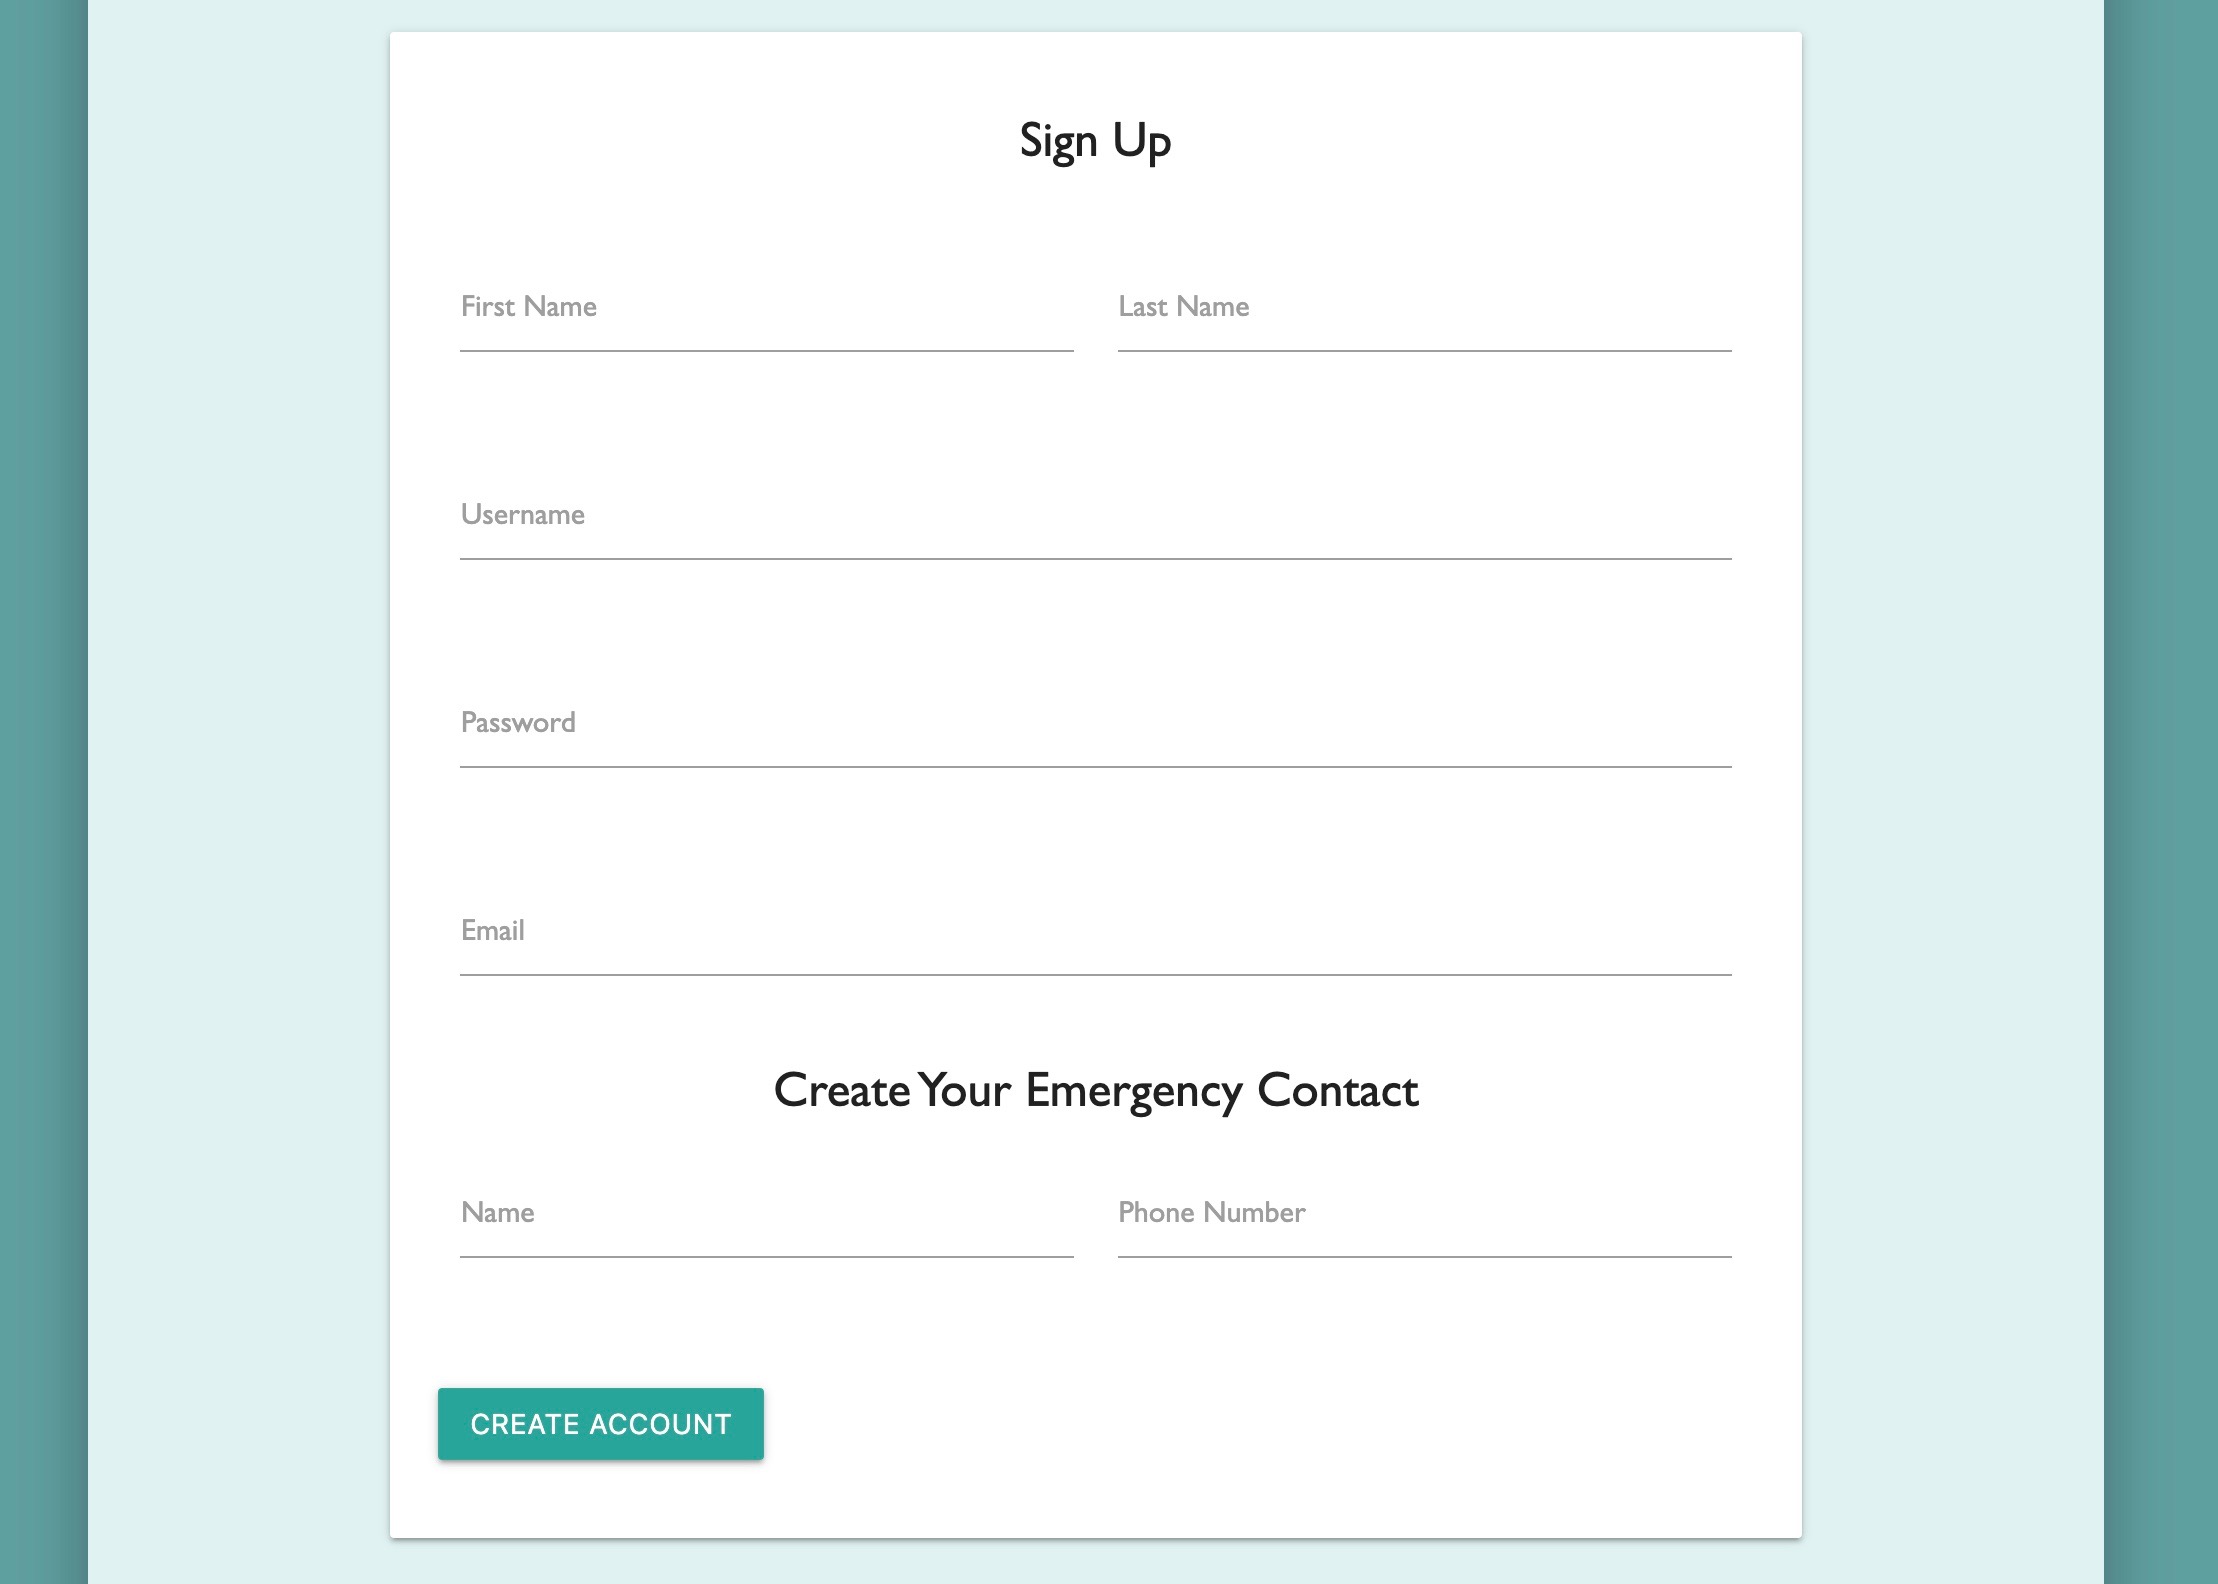 Sign Up
First Name Last Name
Username
Password
Email
Create Your Emergency Contact
Name Phone Number
CREATE ACCOUNT